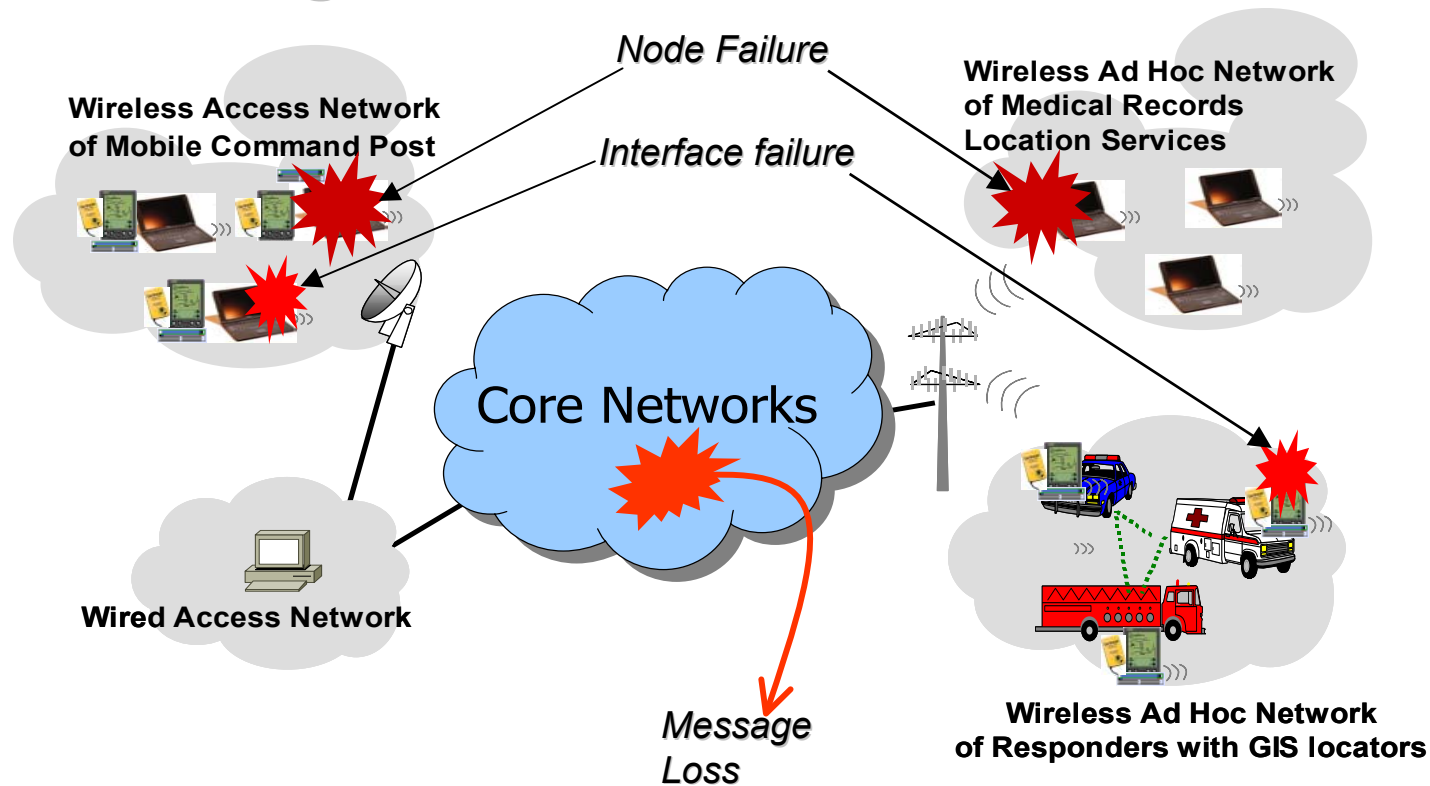 Node Failure
Wireless Ad Hoc Network
of Medical Records
Location Services
Wireless Access Network
of Mobile Command Post
Interface failure
Core Networks
Wired Access Network
Message
Loss
Wireless Ad Hoc Network
of Responders with GIS locators